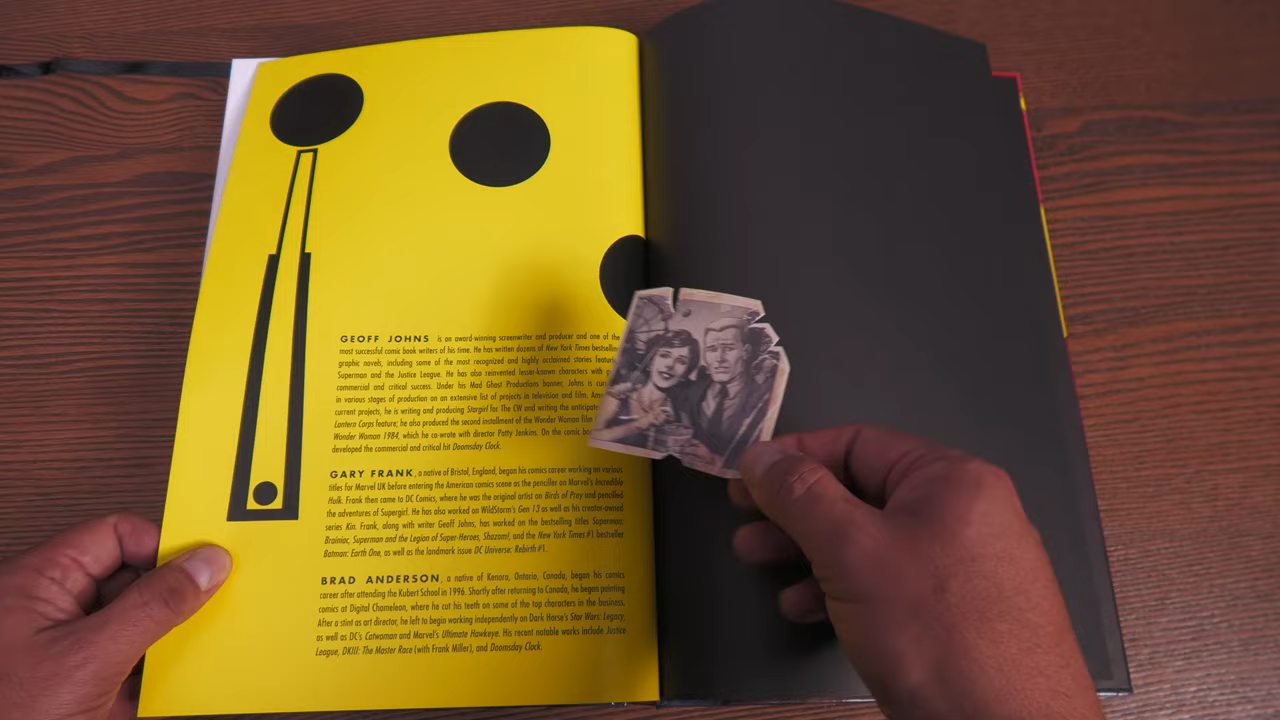 GEOFF JOHNS is an award-winning screenwriter and producer and one of the
most successful comic book writers of his time. He has written dozens of New York Times bestselling
graphic novels, including some of the most recognized and highly acclaimed stories featuring
Superman and the Justice League. He has also reinvented lesser-known characters with
commercial and critical success. Under his Mad Ghost Productions banner, Johns is
in various stages of production on an extensive list of projects in television and film.
current projects, he is writing and producing Stargirl for The CW and writing the
Lantern Corps feature; he also produced the second installment of the Wonder Woman film
Wonder Woman 1984, which he co-wrote with director Patty Jenkins. On the comic
developed the commercial and critical hit Doomsday Clock.
GARY FRANK, a native of Bristol, England, began his comics career working on various
titles for Marvel UK before entering the American comics scene as the penciller on Marvel's Incredible
Hulk. Frank then came to DC Comics, where he was the original artist on Birds of Prey and pencilled
the adventures of Supergirl. He has also worked on WildStorm's Gen 13 as well as his creator-owned
series Kin. Frank, along with writer Geoff Johns, has worked on the bestselling titles Superman:
Brainiac, Superman and the Legion of Super-Heroes, Shazam!, and the New York Times #1 bestseller
Batman: Earth One, as well as the landmark issue DC Universe: Rebirth #1.
BRAD ANDERSON, a native of Kenora, Ontario, Canada, began his comics
career after attending the Kubert School in 1996. Shortly after returning to Canada, he began painting
comics at Digital Chameleon, where he cut his teeth on some of the top characters in the business.
After a stint as art director, he left to begin working independently on Dark Horse's Star Wars: Legacy,
as well as DC's Catwoman and Marvel's Ultimate Hawkeye. His recent notable works include Justice
League, DKIII: The Master Race (with Frank Miller), and Doomsday Clock.